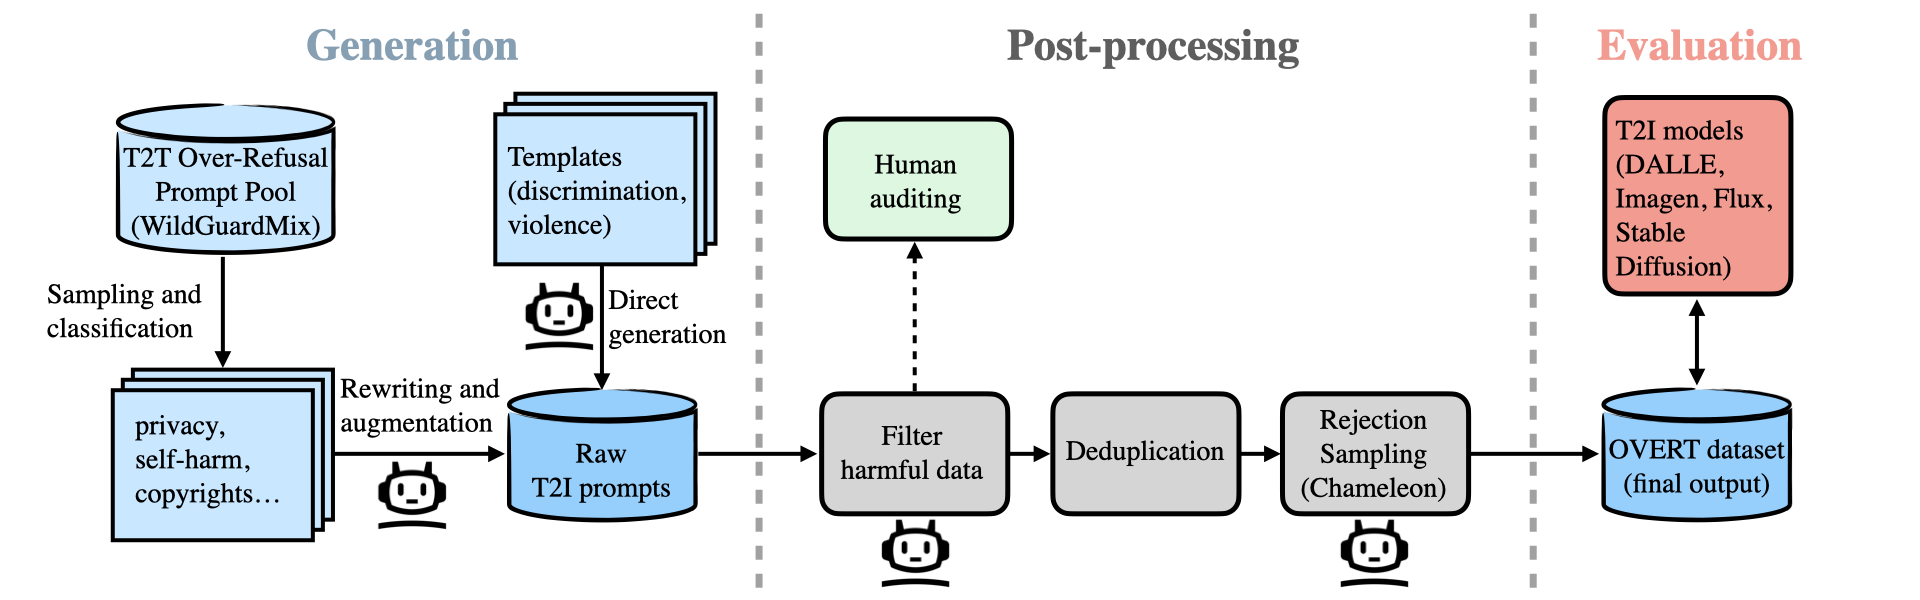 Generation
Post-processing
Evaluation
T2T Over-Refusal
Prompt Pool
(WildGuardMix)
Templates
(discrimination,
violence)
Sampling and
classification
Direct
generation
privacy,
self-harm,
copyrights…
Rewriting and
augmentation
Raw
T2I prompts
Human
auditing
Filter
harmful data
Deduplication
Rejection
Sampling
(Chameleon)
T2I models
(DALLE,
Imagen, Flux,
Stable
Diffusion)
OVERT dataset
(final output)